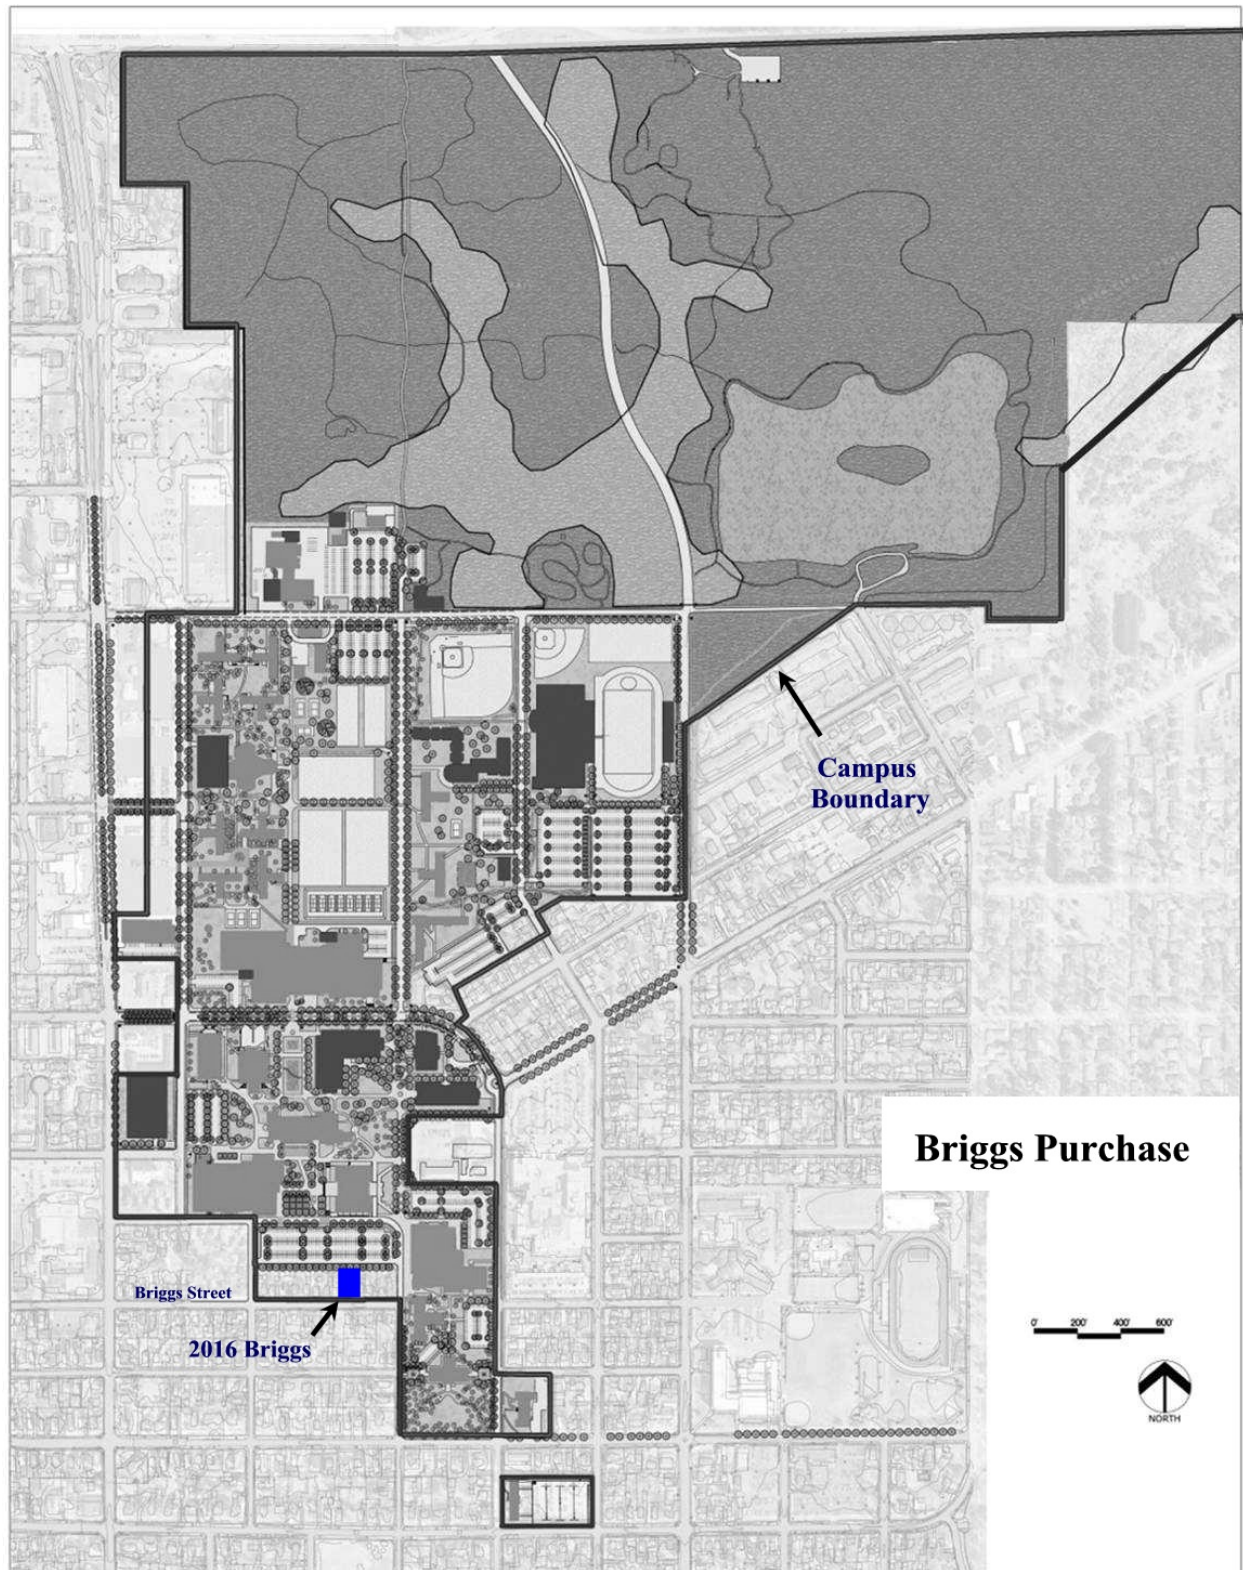 Campus
Boundary
Briggs Purchase
Briggs Street
2016 Briggs
0' 200' 400' 600'
NORTH